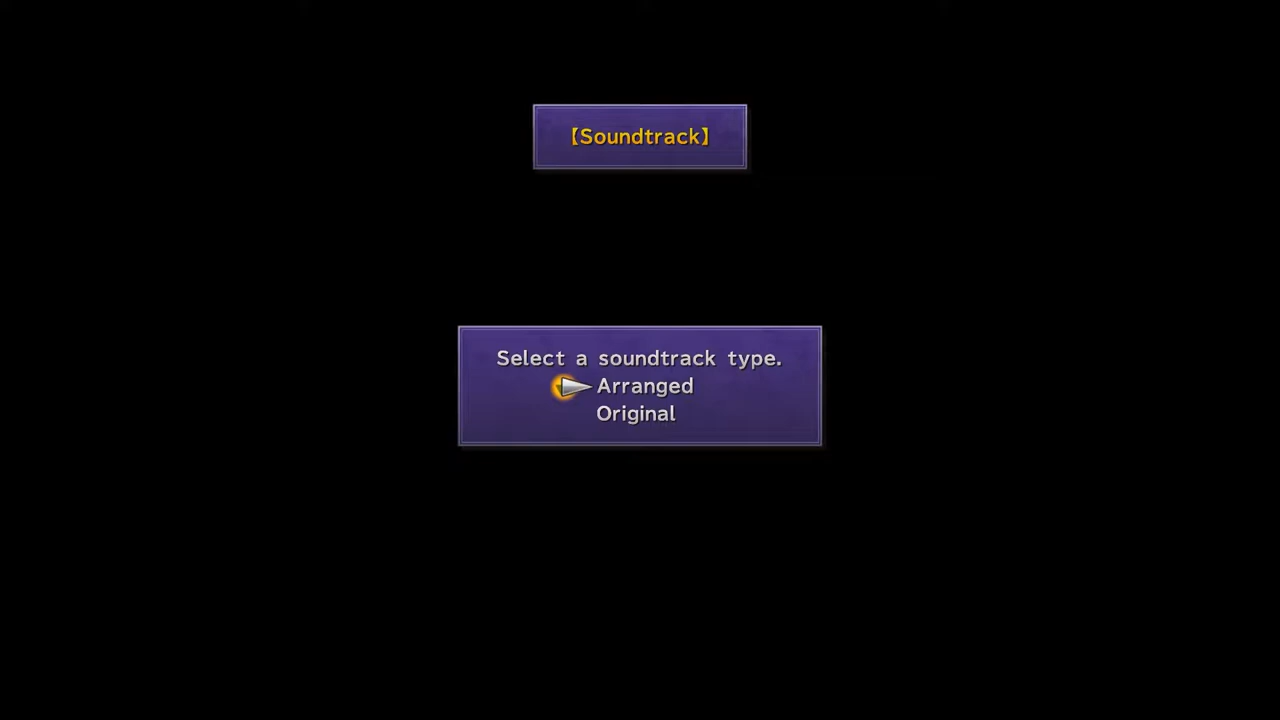 【Soundtrack】
Select a soundtrack type.
Arranged
Original